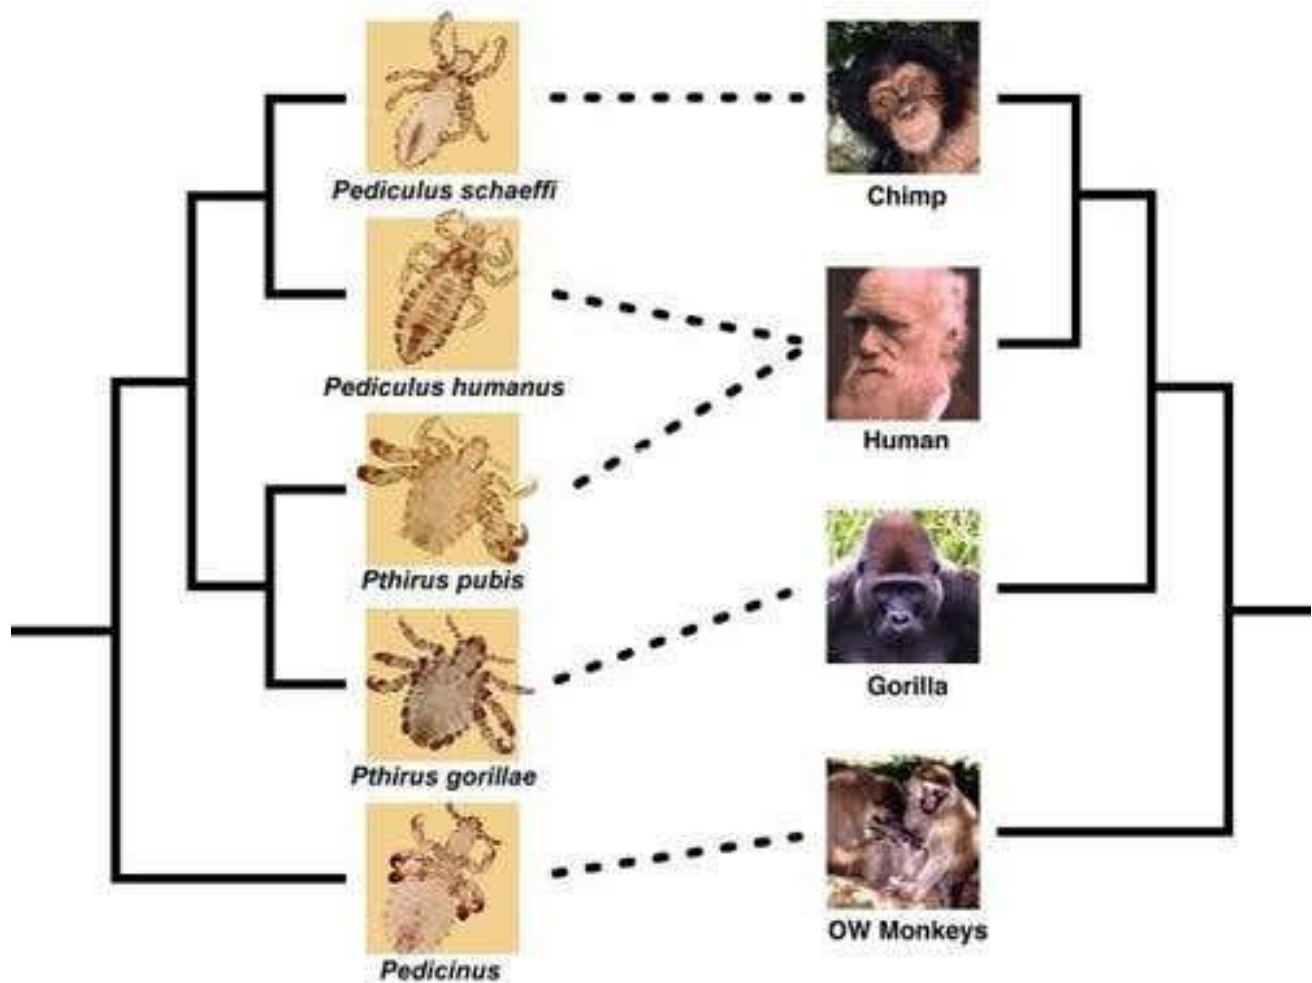 Pediculus schaeffi
Chimp
Pediculus humanus
Human
Pthirus pubis
Gorilla
Pthirus gorillae
OW Monkeys
Pedicinus